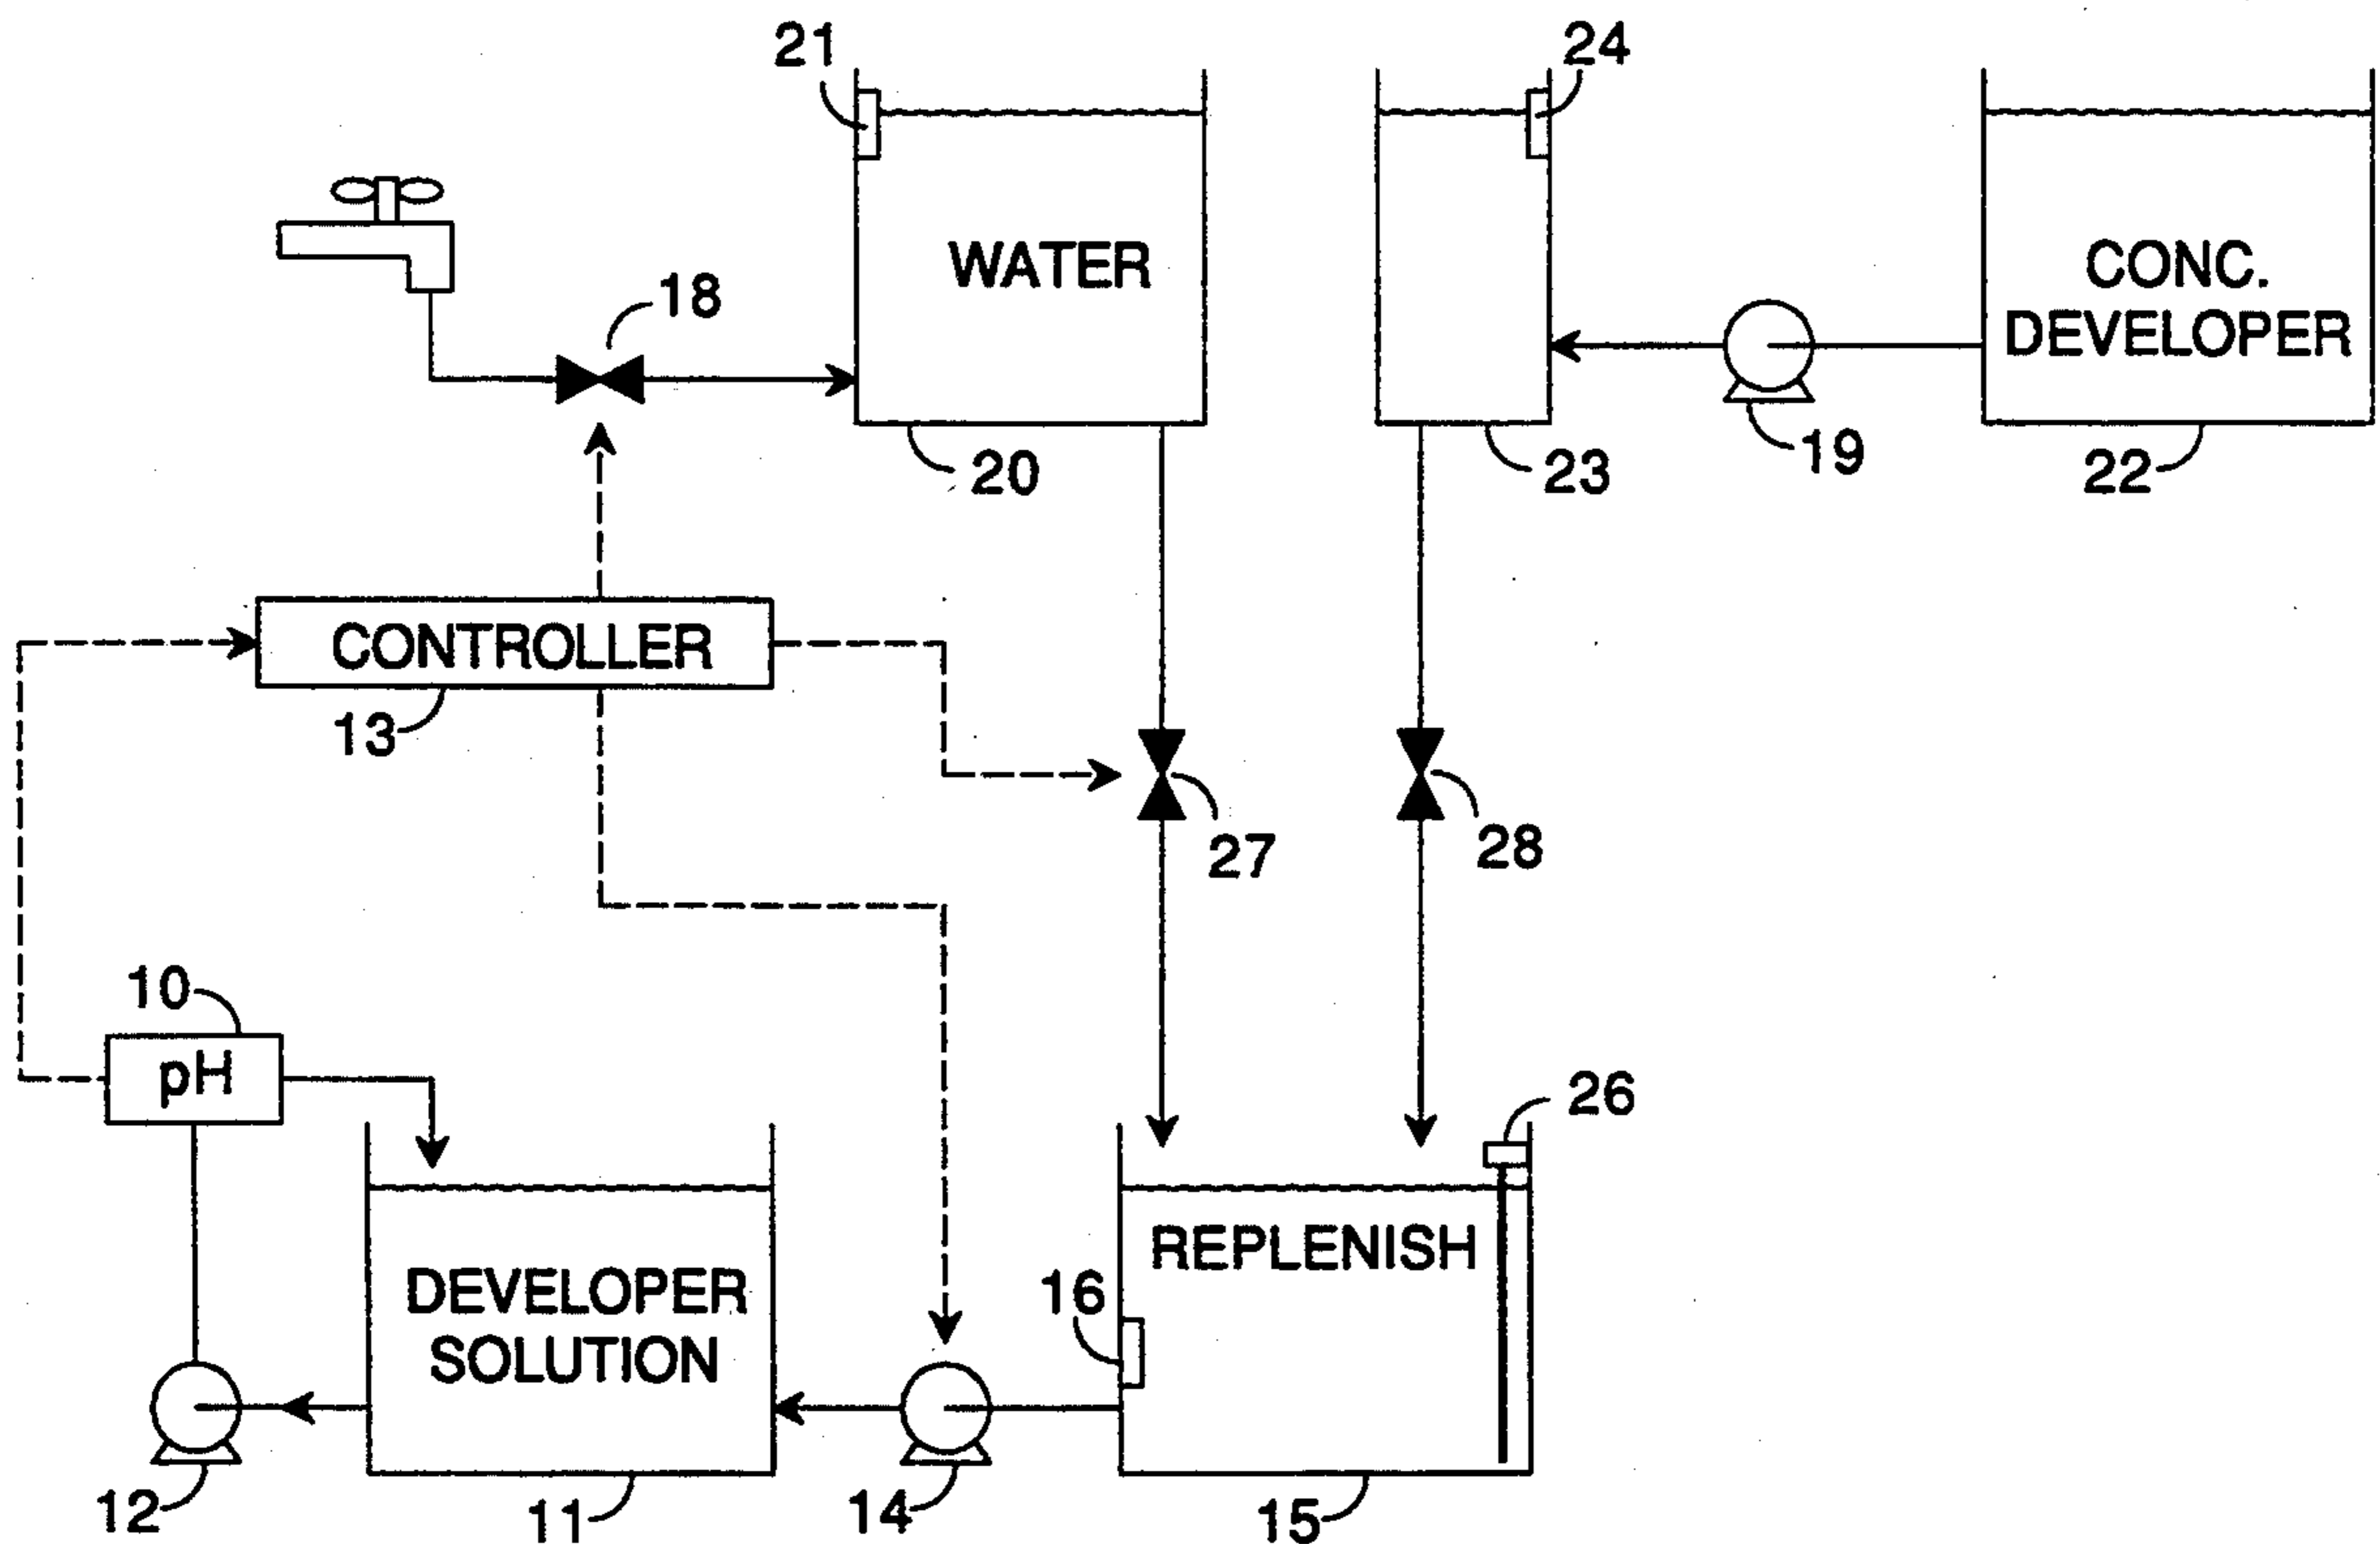 21
24
WATER
CONC.
DEVELOPER
18
20
23
19
22
CONTROLLER
13
27
28
10
pH
26
REPLENISH
16
DEVELOPER
SOLUTION
12
11
14
15